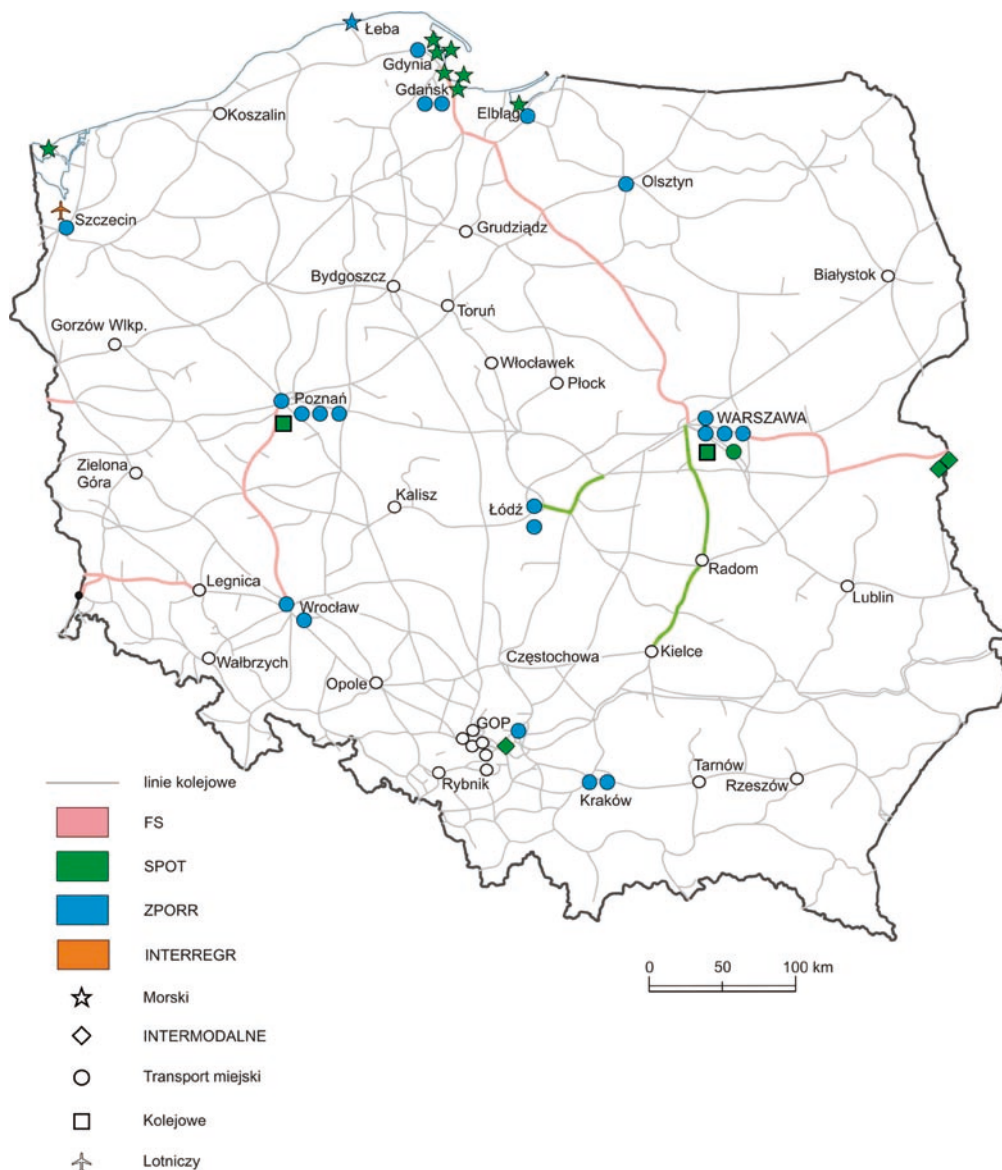 Łeba
Gdynia
Gdańsk
Koszalin
Elbląg
Olsztyn
Szczecin
Grudziądz
Białystok
Bydgoszcz
Toruń
Gorzów Wlkp.
Włocławek
Płock
Poznań
WARSZAWA
Zielona
Góra
Kalisz
Łódź
Radom
Legnica
Lublin
Wrocław
Wałbrzych
Częstochowa
Kielce
Opole
GOP
Rybnik
Kraków
Tarnów
Rzeszów
linie kolejowe
FS
SPOT
ZPORR
INTERREGR
0 50 100 km
Morski
INTERMODALNE
Transport miejski
Kolejowe
Lotniczy